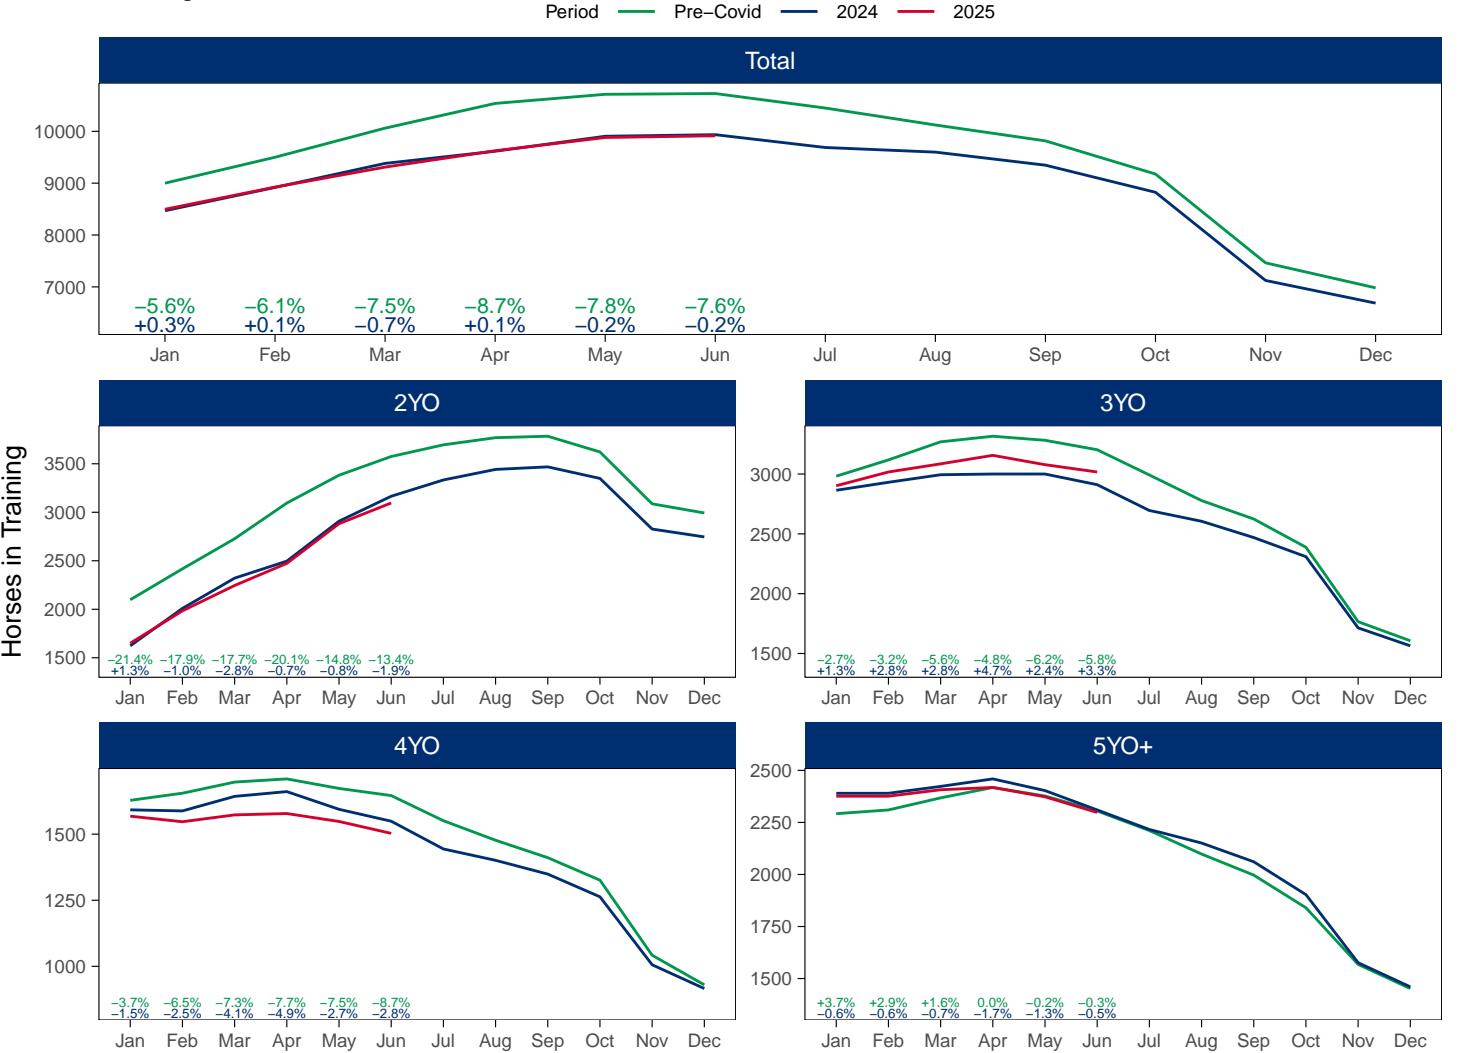 Period Pre−Covid 2024 2025
Total
10000
9000
8000
7000
−5.6% −6.1% −7.5% −8.7% −7.8% −7.6%
+0.3% +0.1% −0.7% +0.1% −0.2% −0.2%
Jan Feb Mar Apr May Jun Jul Aug Sep Oct Nov Dec
Horses in Training
2YO
3500
3000
2500
2000
1500
−21.4% −17.9% −17.7% −20.1% −14.8% −13.4%
+1.3% −1.0% −2.8% −0.7% −0.8% −1.9%
Jan Feb Mar Apr May Jun Jul Aug Sep Oct Nov Dec
3YO
3000
2500
2000
1500
−2.7% −3.2% −5.6% −4.8% −6.2% −5.8%
+1.3% +2.8% +2.8% +4.7% +2.4% +3.3%
Jan Feb Mar Apr May Jun Jul Aug Sep Oct Nov Dec
4YO
1500
1250
1000
−3.7% −6.5% −7.3% −7.7% −7.5% −8.7%
−1.5% −2.5% −4.1% −4.9% −2.7% −2.8%
Jan Feb Mar Apr May Jun Jul Aug Sep Oct Nov Dec
5YO+
2500
2250
2000
1750
1500
+3.7% +2.9% +1.6% 0.0% −0.2% −0.3%
−0.6% −0.6% −0.7% −1.7% −1.3% −0.5%
Jan Feb Mar Apr May Jun Jul Aug Sep Oct Nov Dec